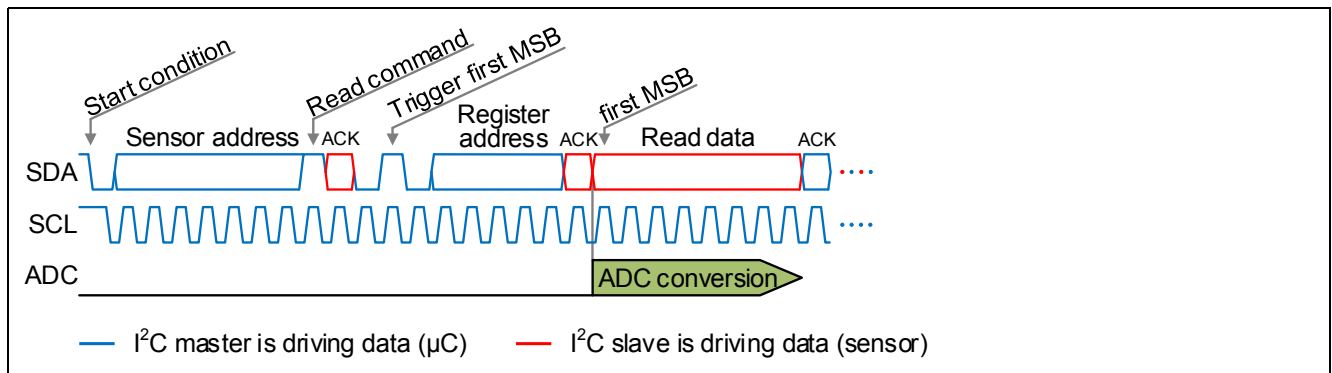 Start condition
Read command
Trigger first MSB
first MSB
Sensor address
ACK
Register
address
ACK
Read data
ACK
SDA
SCL
ADC
ADC conversion
I²C master is driving data (µC)
I²C slave is driving data (sensor)